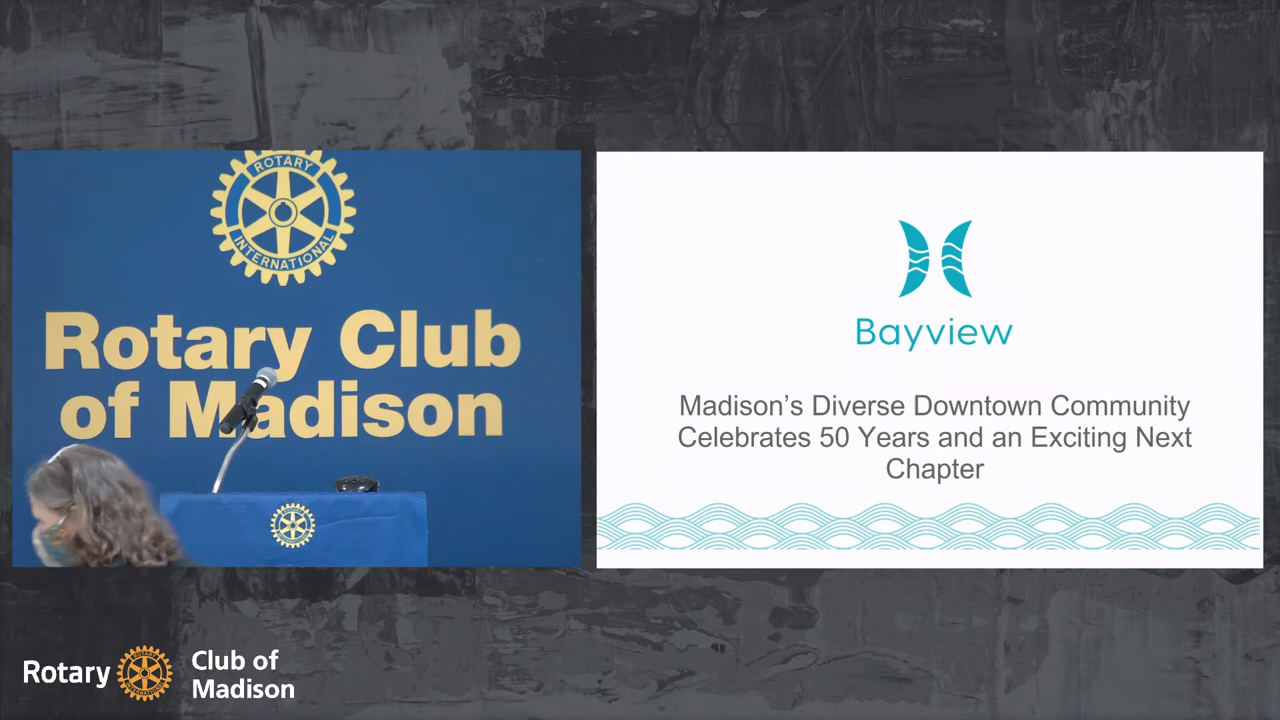 ROTARY
INTERNATIONAL
Rotary Club
of Madison
Bayview
Madison’s Diverse Downtown Community
Celebrates 50 Years and an Exciting Next
Chapter
Rotary
Club of
Madison